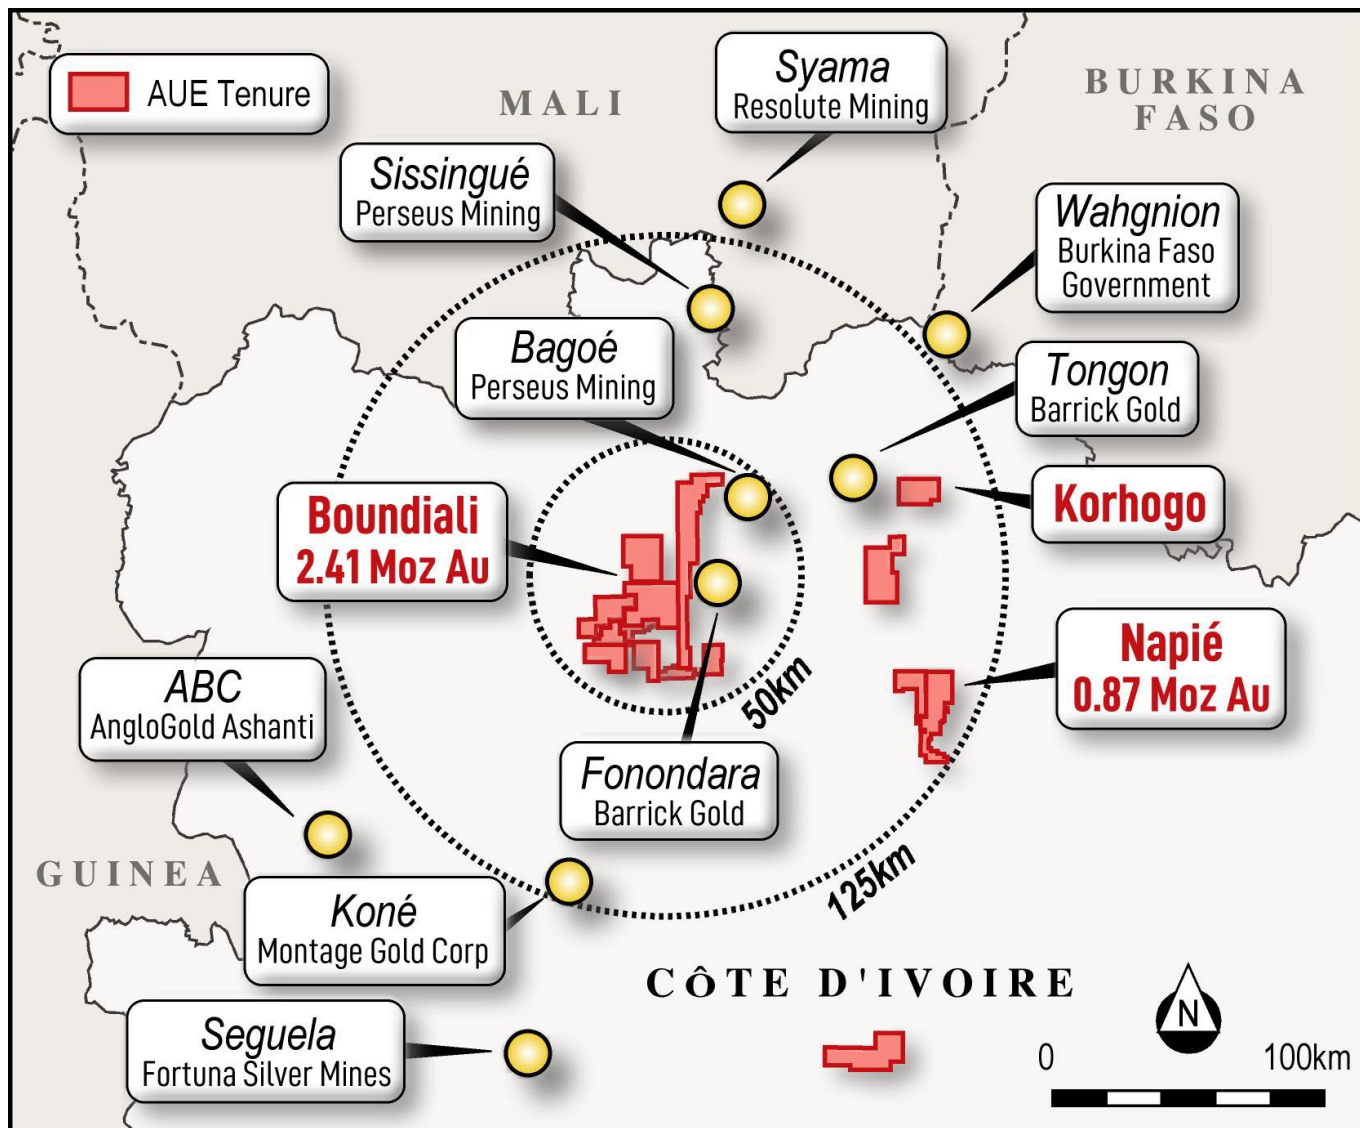 AUE Tenure
MALI
Syama
Resolute Mining
BURKINA
FASO
Sissingué
Perseus Mining
Wahgnion
Burkina Faso
Government
Bagoé
Perseus Mining
Tongon
Barrick Gold
Boundiali
2.41 Moz Au
Korhogo
Napié
0.87 Moz Au
50km
ABC
AngloGold Ashanti
Fonondara
Barrick Gold
125km
GUINEA
Koné
Montage Gold Corp
CÔTE D'IVOIRE
N
Seguela
Fortuna Silver Mines
0
100km